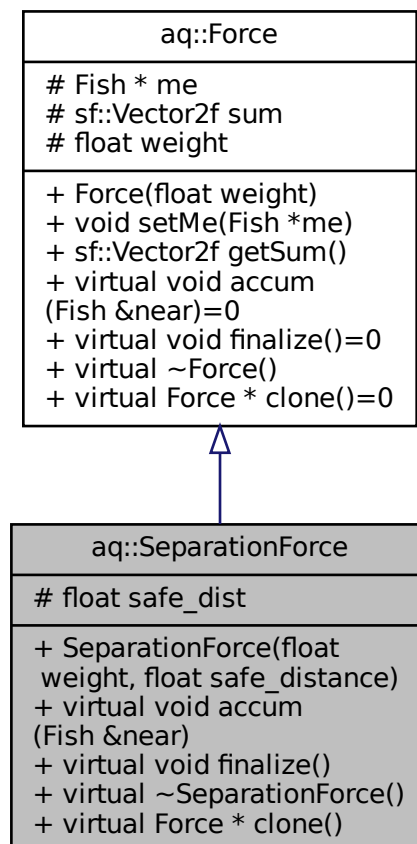 aq::Force
# Fish * me
# sf::Vector2f sum
# float weight
+ Force(float weight)
+ void setMe(Fish *me)
+ sf::Vector2f getSum()
+ virtual void accum
(Fish &near)=0
+ virtual void finalize()=0
+ virtual ~Force()
+ virtual Force * clone()=0
aq::SeparationForce
# float safe_dist
+ SeparationForce(float
weight, float safe_distance)
+ virtual void accum
(Fish &near)
+ virtual void finalize()
+ virtual ~SeparationForce()
+ virtual Force * clone()